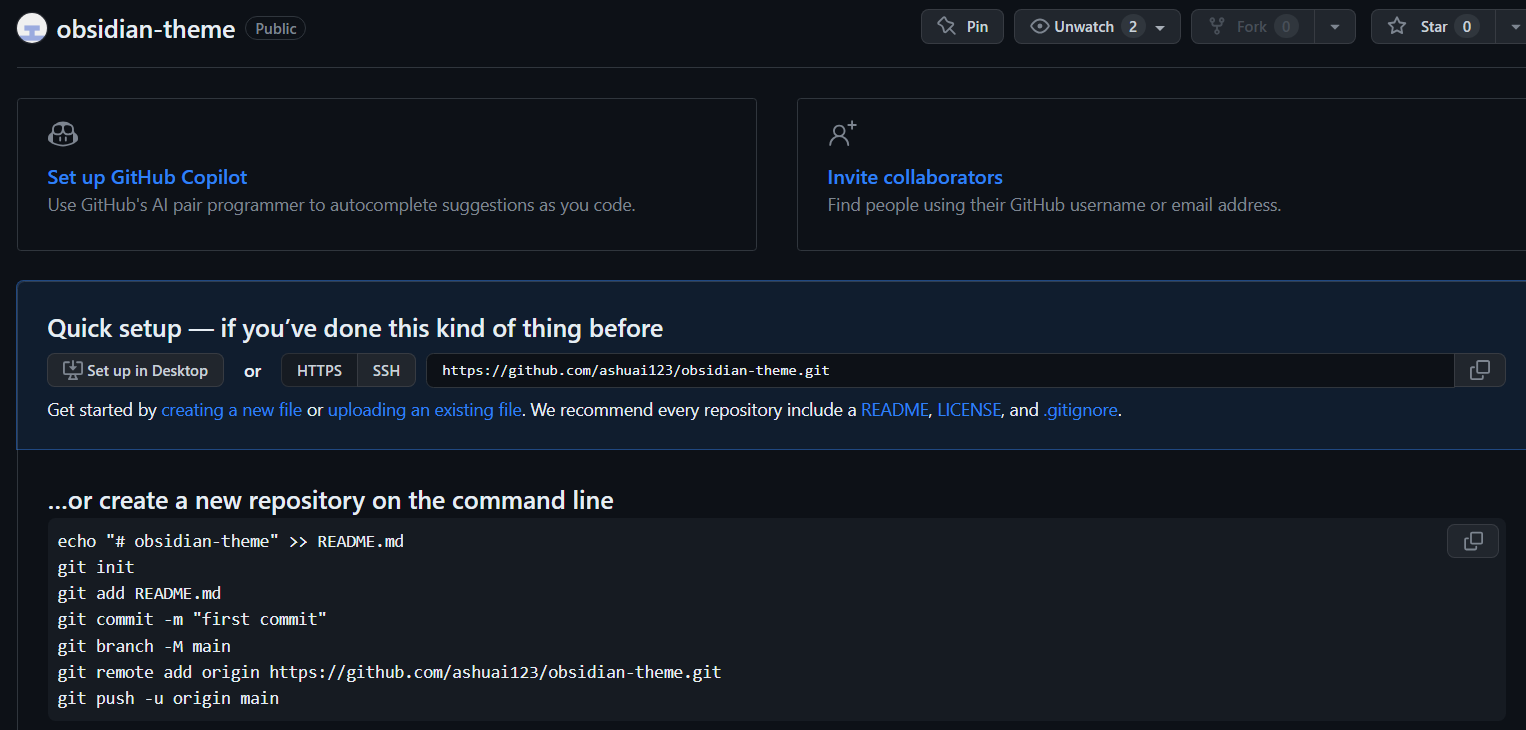 obsidian-theme Public Pin Unwatch 2 Fork 0 Star 0
Set up GitHub Copilot
Use GitHub's AI pair programmer to autocomplete suggestions as you code.
Invite collaborators
Find people using their GitHub username or email address.
Quick setup — if you’ve done this kind of thing before
Set up in Desktop or HTTPS SSH https://github.com/ashuai123/obsidian-theme.git
Get started by creating a new file or uploading an existing file. We recommend every repository include a README, LICENSE, and .gitignore.
…or create a new repository on the command line
echo "# obsidian-theme" >> README.md
git init
git add README.md
git commit -m "first commit"
git branch -M main
git remote add origin https://github.com/ashuai123/obsidian-theme.git
git push -u origin main